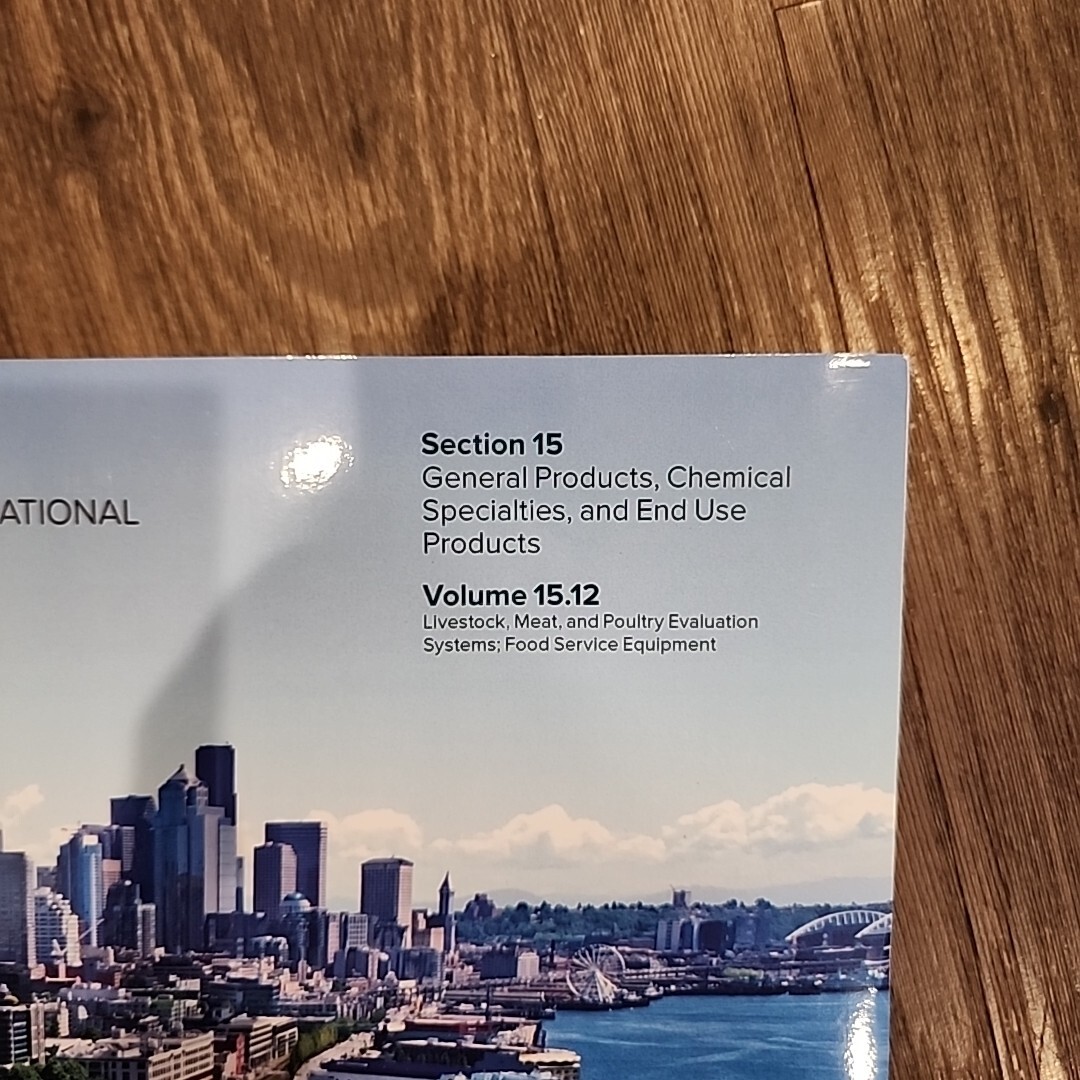 ATIONAL
Section 15
General Products, Chemical
Specialties, and End Use
Products
Volume 15.12
Livestock, Meat, and Poultry Evaluation
Systems; Food Service Equipment